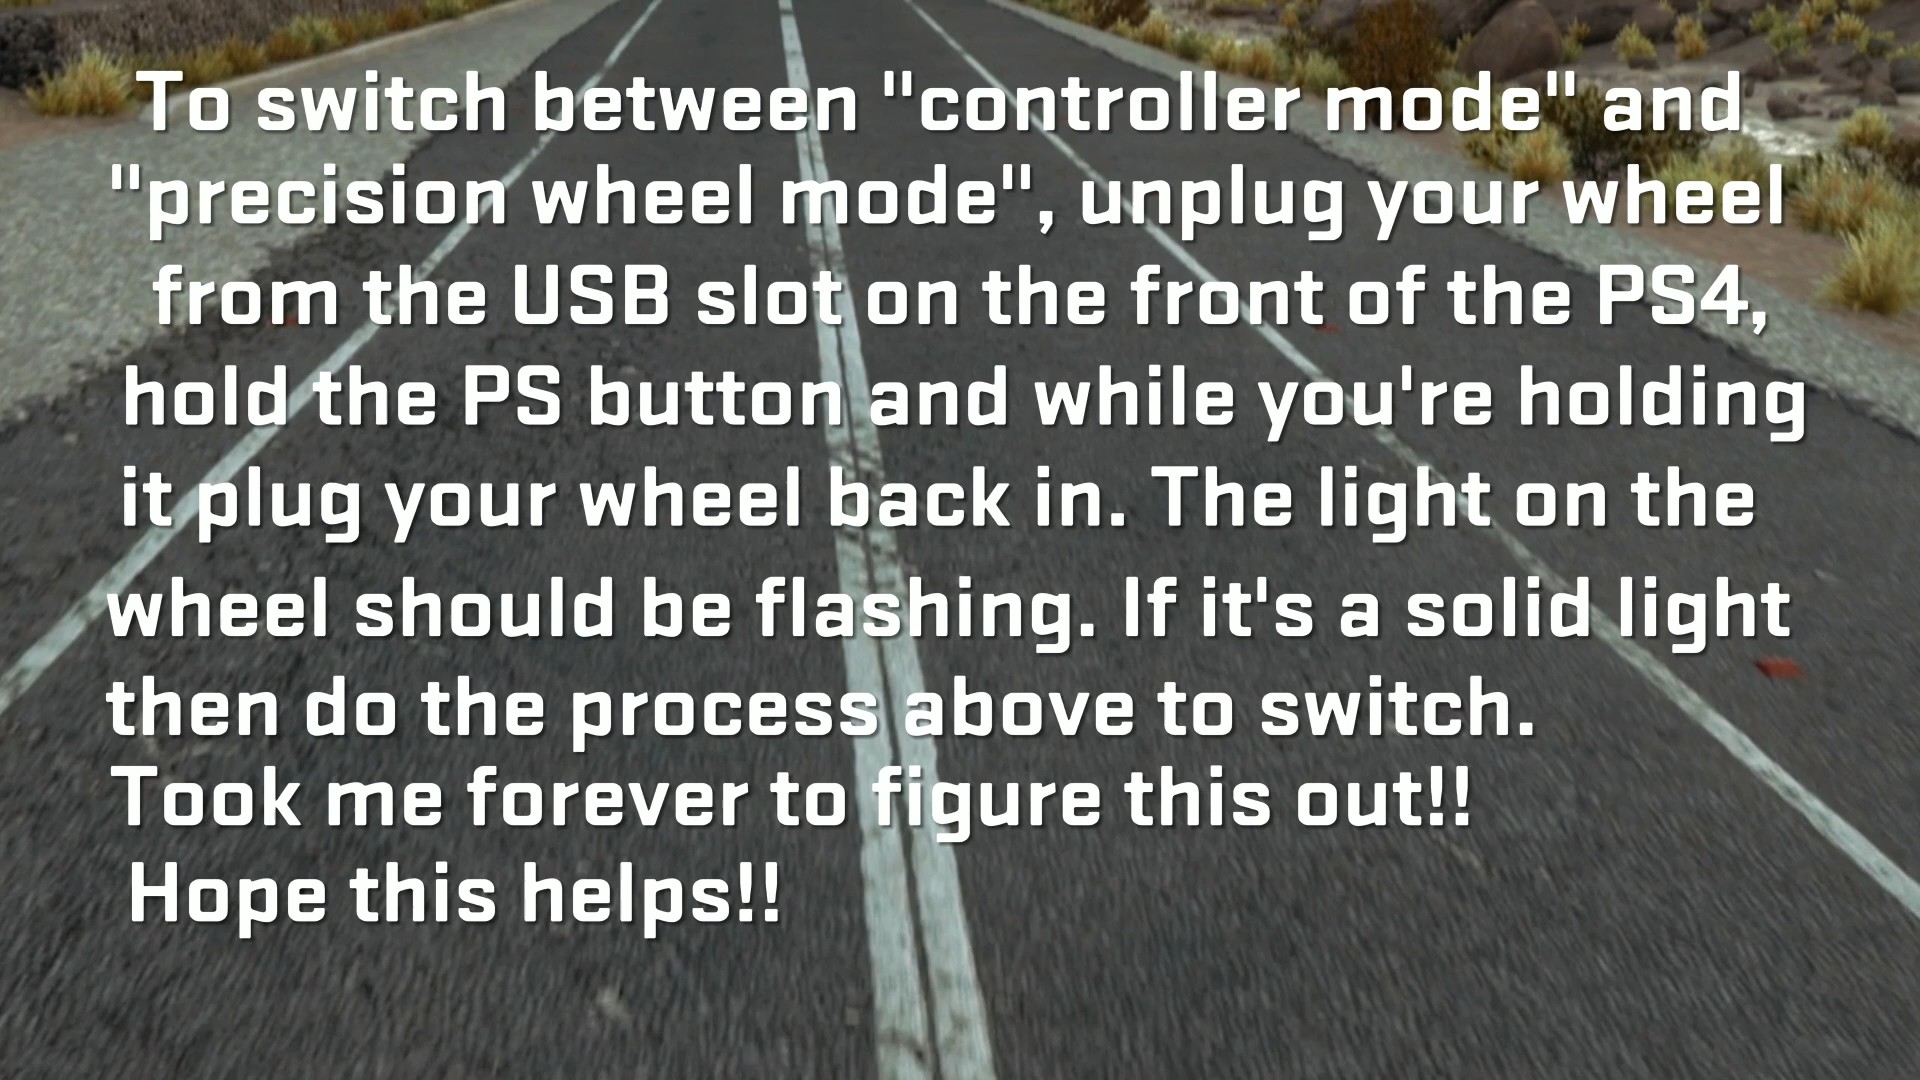 To switch between "controller mode" and
"precision wheel mode", unplug your wheel
from the USB slot on the front of the PS4,
hold the PS button and while you're holding
it plug your wheel back in. The light on the
wheel should be flashing. If it's a solid light
then do the process above to switch.
Took me forever to figure this out!!
Hope this helps!!